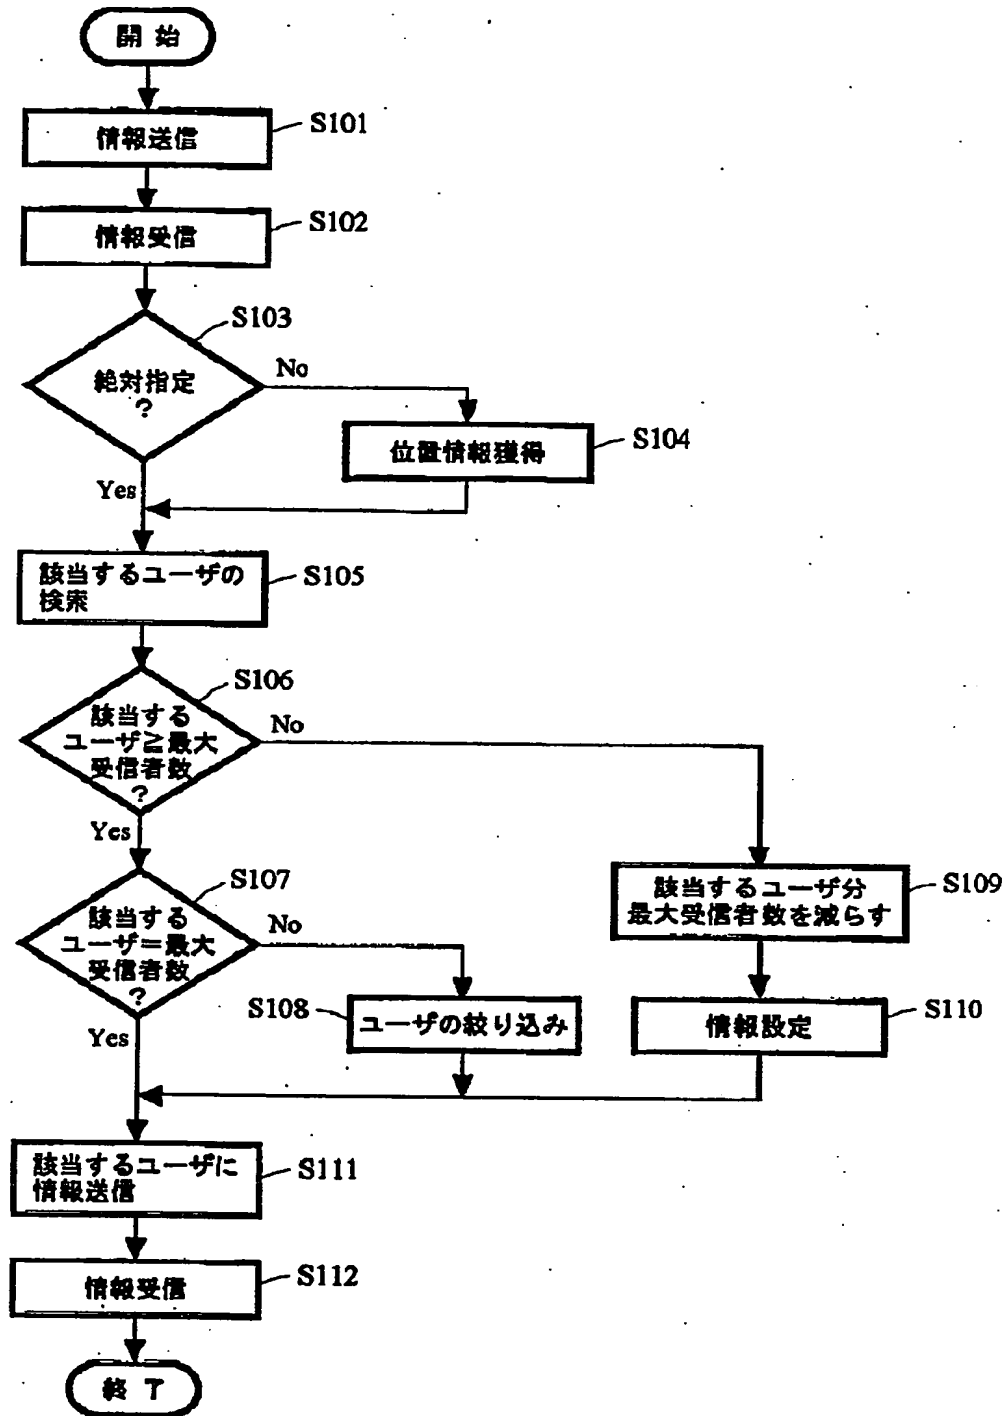 開 始
情報送信
S101
情報受信
S102
S103
絶対指定
?
No
Yes
位置情報獲得
S104
該当するユーザの
検索
S105
S106
該当する
ユーザ≧最大
受信者数
?
No
Yes
S107
該当する
ユーザ=最大
受信者数
?
No
Yes
S108
ユーザの絞り込み
該当するユーザ分
最大受信者数を減らす
S109
情報設定
S110
該当するユーザに
情報送信
S111
情報受信
S112
終 了